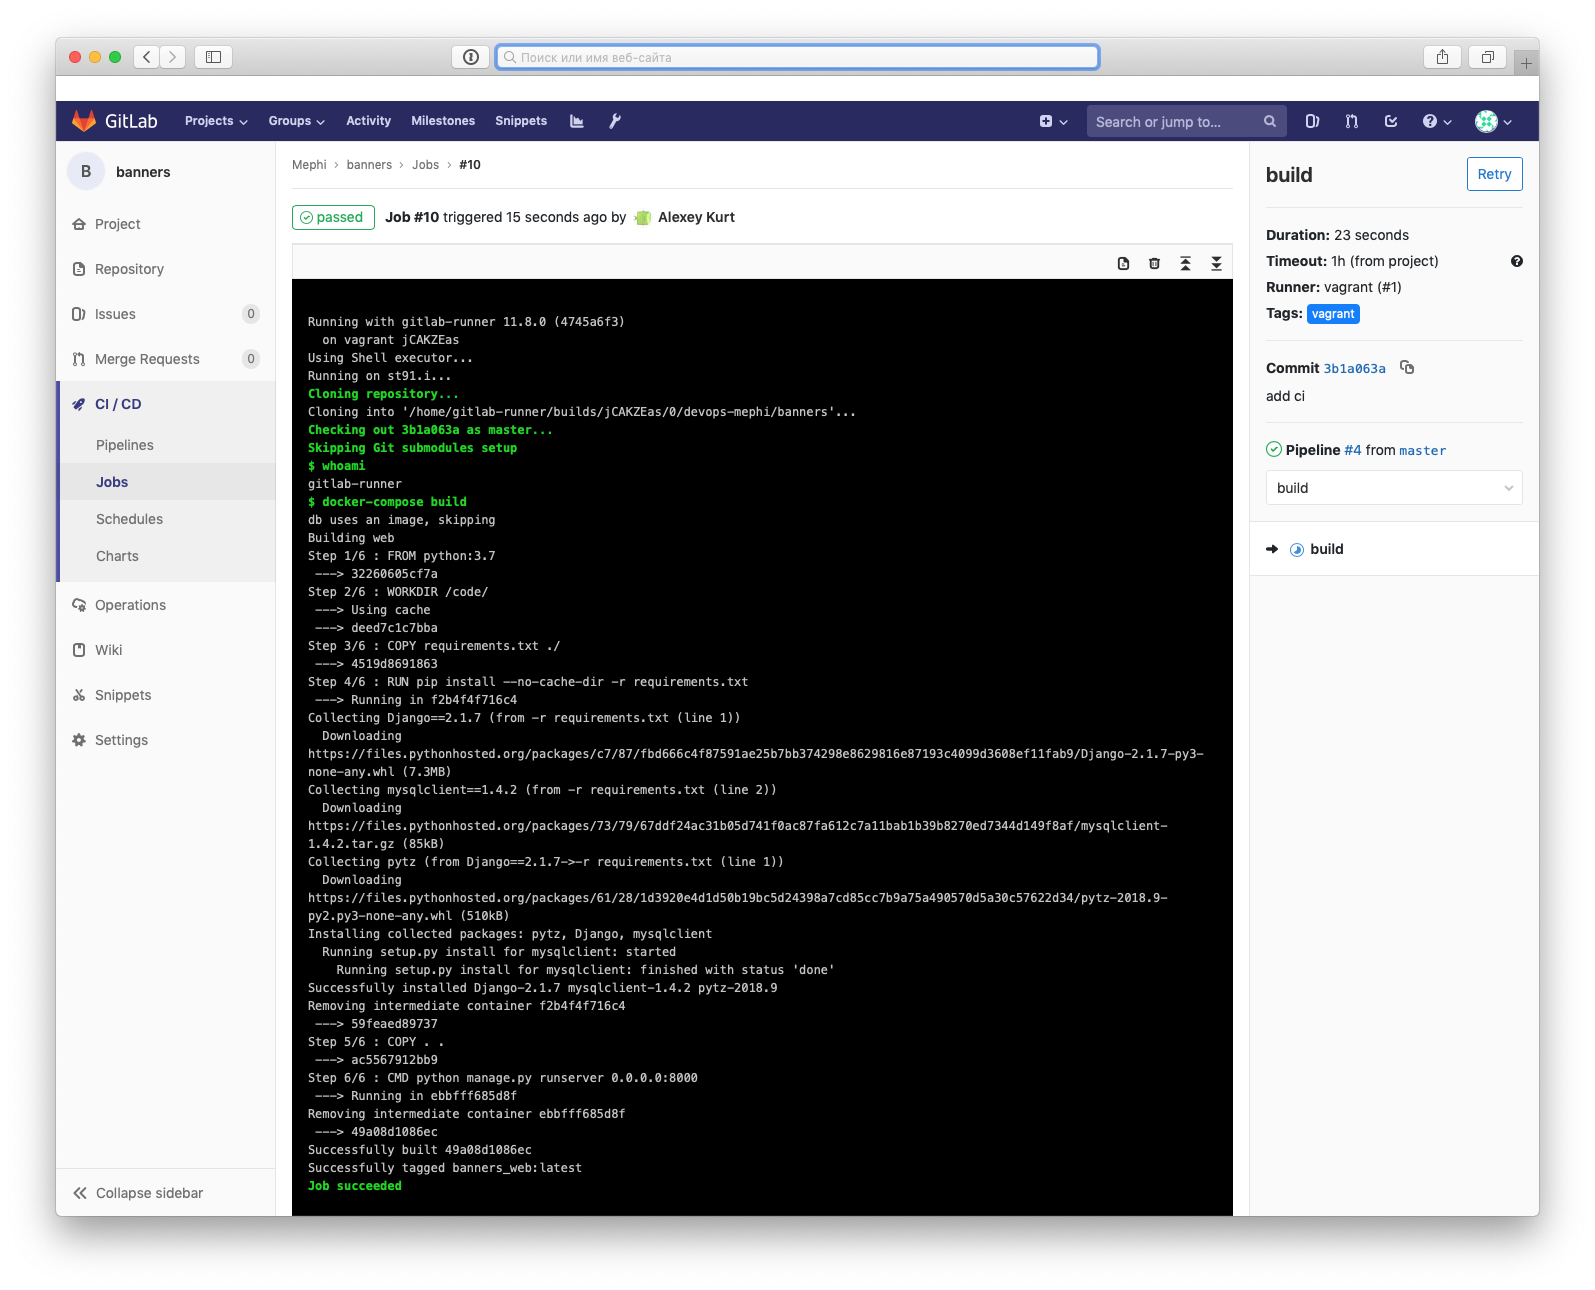 Поиск или имя веб-сайта
GitLab Projects Groups Activity Milestones Snippets Search or jump to...
B banners
Project
Repository
Issues 0
Merge Requests 0
CI / CD
Pipelines
Jobs
Schedules
Charts
Operations
Wiki
Snippets
Settings
Collapse sidebar
Mephi > banners > Jobs > #10
passed Job #10 triggered 15 seconds ago by Alexey Kurt
Running with gitlab-runner 11.8.0 (4745a6f3)
on vagrant jCAKZEas
Using Shell executor...
Running on st91.i...
Cloning repository...
Cloning into '/home/gitlab-runner/builds/jCAKZEas/0/devops-mephi/banners'...
Checking out 3b1a063a as master...
Skipping Git submodules setup
$ whoami
gitlab-runner
$ docker-compose build
db uses an image, skipping
Building web
Step 1/6 : FROM python:3.7
---> 32260605cf7a
Step 2/6 : WORKDIR /code/
---> Using cache
---> deed7c1c7bba
Step 3/6 : COPY requirements.txt ./
---> 4519d8691863
Step 4/6 : RUN pip install --no-cache-dir -r requirements.txt
---> Running in f2b4f4f716c4
Collecting Django==2.1.7 (from -r requirements.txt (line 1))
Downloading
https://files.pythonhosted.org/packages/c7/87/fbd666c4f87591ae25b7bb374298e8629816e87193c4099d3608ef11fab9/Django-2.1.7-py3-
none-any.whl (7.3MB)
Collecting mysqlclient==1.4.2 (from -r requirements.txt (line 2))
Downloading
https://files.pythonhosted.org/packages/73/79/67ddf24ac31b05d741f0ac87fa612c7a11bab1b39b8270ed7344d149f8af/mysqlclient-
1.4.2.tar.gz (85kB)
Collecting pytz (from Django==2.1.7->-r requirements.txt (line 1))
Downloading
https://files.pythonhosted.org/packages/61/28/1d3920e4d1d50b19bc5d24398a7cd85cc7b9a75a490570d5a30c57622d34/pytz-2018.9-
py2.py3-none-any.whl (510kB)
Installing collected packages: pytz, Django, mysqlclient
Running setup.py install for mysqlclient: started
Running setup.py install for mysqlclient: finished with status 'done'
Successfully installed Django-2.1.7 mysqlclient-1.4.2 pytz-2018.9
Removing intermediate container f2b4f4f716c4
---> 59feaed89737
Step 5/6 : COPY . .
---> ac5567912bb9
Step 6/6 : CMD python manage.py runserver 0.0.0.0:8000
---> Running in ebbfff685d8f
Removing intermediate container ebbfff685d8f
---> 49a08d1086ec
Successfully built 49a08d1086ec
Successfully tagged banners_web:latest
Job succeeded
build Retry
Duration: 23 seconds
Timeout: 1h (from project)
Runner: vagrant (#1)
Tags: vagrant
Commit 3b1a063a
add ci
Pipeline #4 from master
build
build